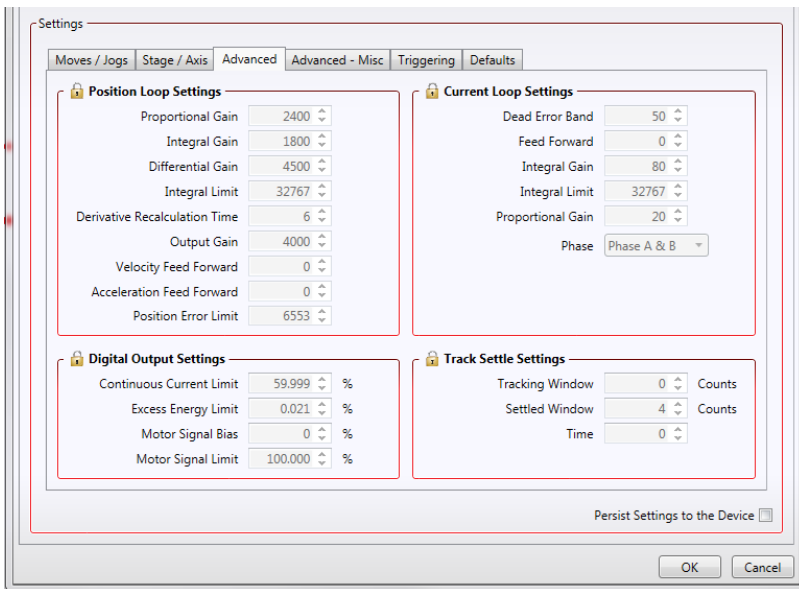 Settings
Moves / Jogs Stage / Axis Advanced Advanced - Misc Triggering Defaults
Position Loop Settings
Proportional Gain 2400
Integral Gain 1800
Differential Gain 4500
Integral Limit 32767
Derivative Recalculation Time 6
Output Gain 4000
Velocity Feed Forward 0
Acceleration Feed Forward 0
Position Error Limit 6553
Current Loop Settings
Dead Error Band 50
Feed Forward 0
Integral Gain 80
Integral Limit 32767
Proportional Gain 20
Phase Phase A & B
Digital Output Settings
Continuous Current Limit 59.999 %
Excess Energy Limit 0.021 %
Motor Signal Bias 0 %
Motor Signal Limit 100.000 %
Track Settle Settings
Tracking Window 0 Counts
Settled Window 4 Counts
Time 0
Persist Settings to the Device
OK Cancel